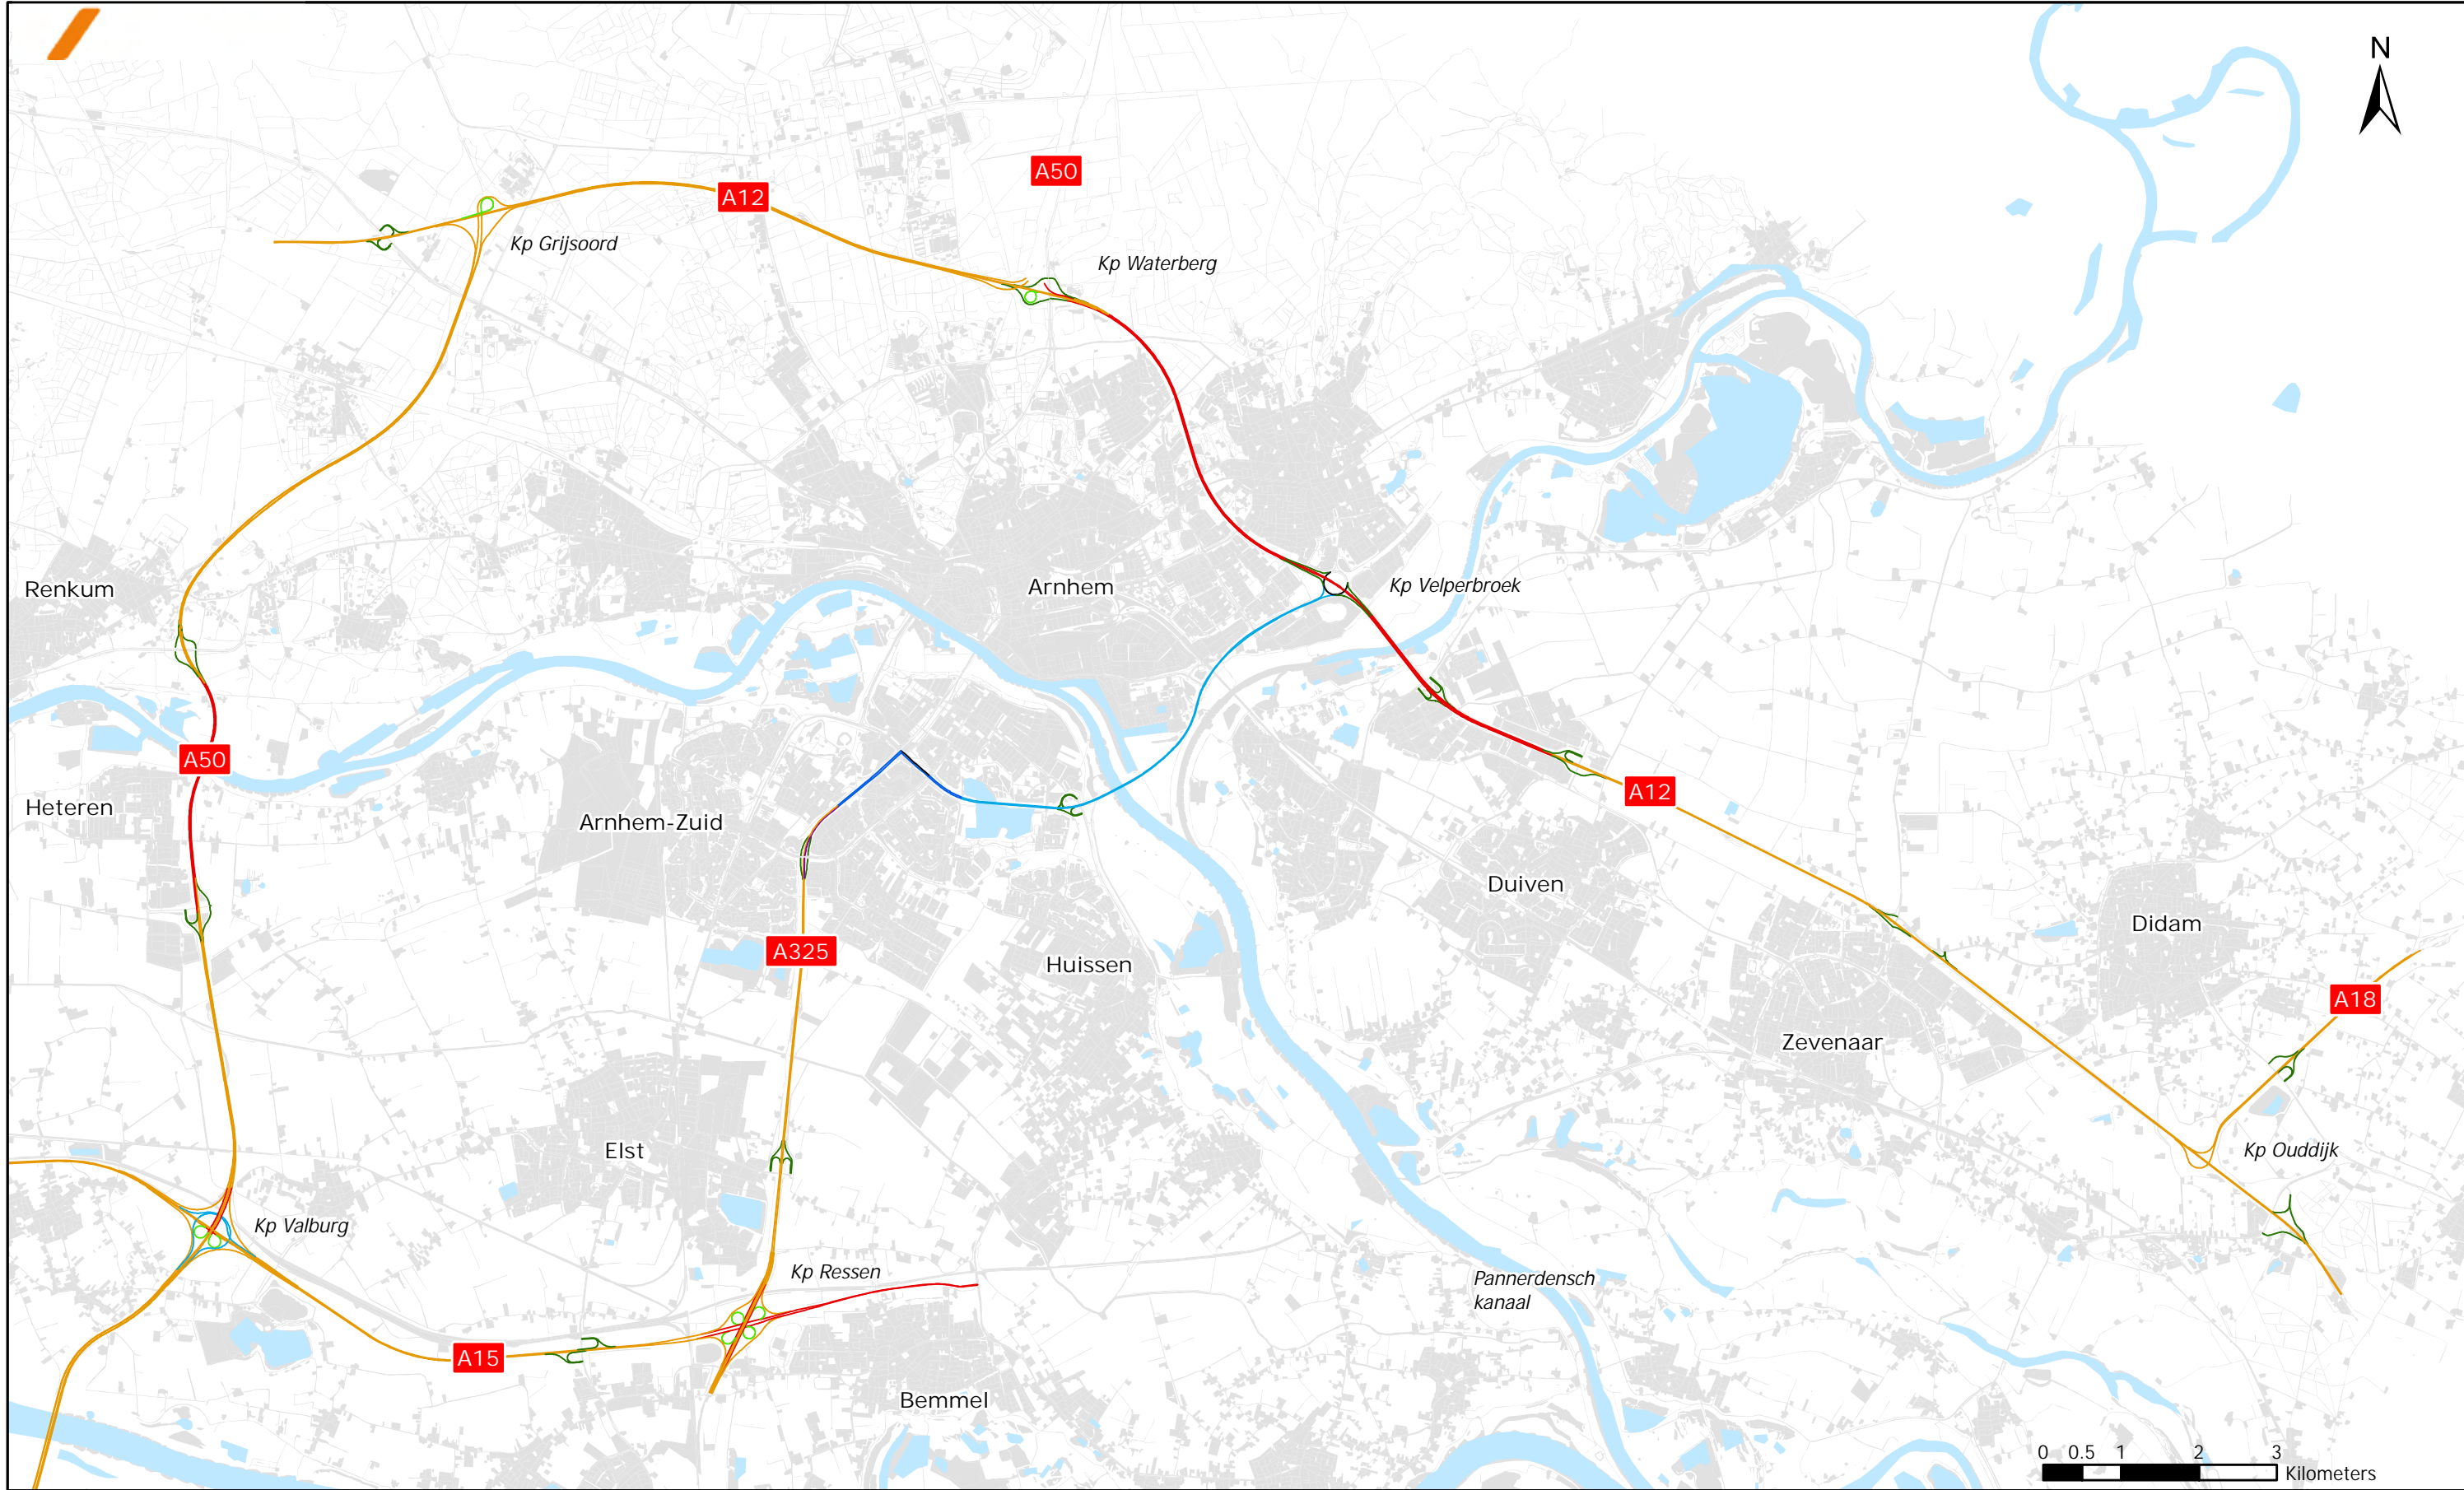 N
A50
A12
Kp Grijsoord
Kp Waterberg
Renkum
Arnhem
Kp Velperbroek
A50
A12
Heteren
Arnhem-Zuid
Duiven
Didam
A325
Huissen
A18
Zevenaar
Elst
Kp Ouddijk
Kp Valburg
Kp Ressen
Pannerdensch
kanaal
A15
Bemmel
0 0.5 1 2 3
Kilometers